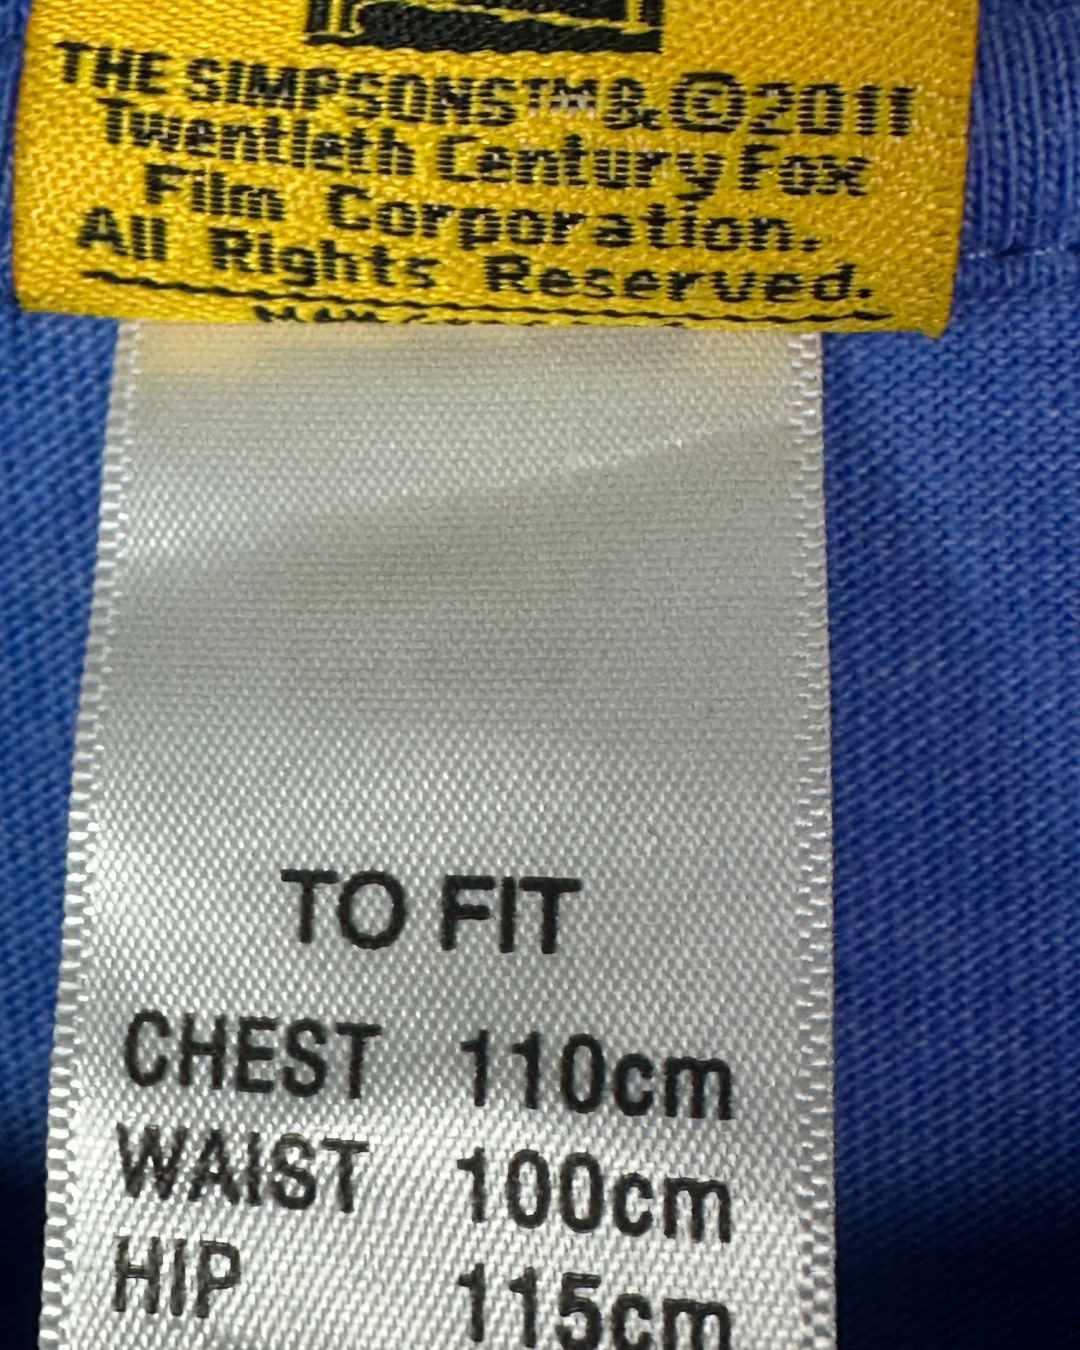 THE SIMPSONS™ & © 2011
Twentieth Century Fox
Film Corporation.
All Rights Reserved.
TO FIT
CHEST 110cm
WAIST 100cm
HIP 115cm